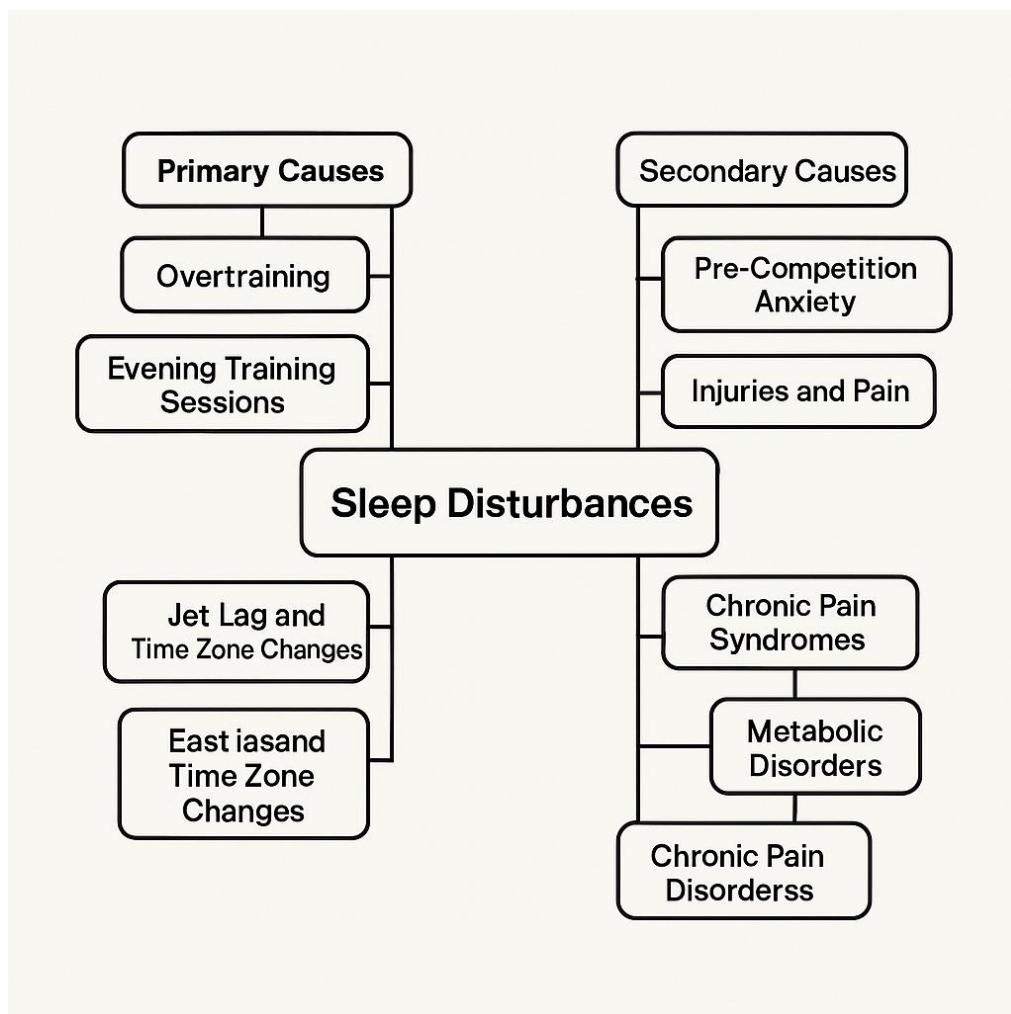 Primary Causes
Overtraining
Evening Training
Sessions
Secondary Causes
Pre-Competition
Anxiety
Injuries and Pain
Sleep Disturbances
Jet Lag and
Time Zone Changes
East iasand
Time Zone
Changes
Chronic Pain
Syndromes
Metabolic
Disorders
Chronic Pain
Disorderss